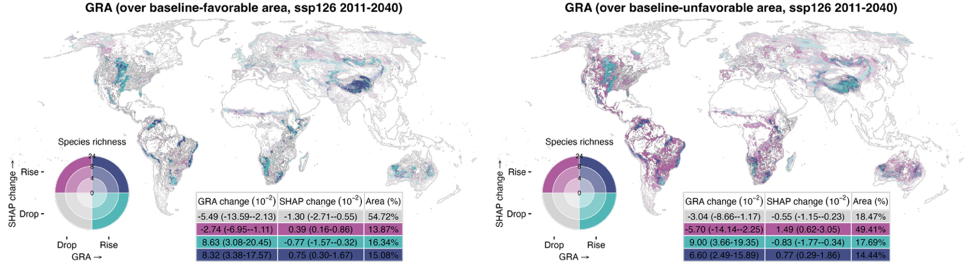 GRA (over baseline-favorable area, ssp126 2011-2040)
Species richness
24
8
4
0
SHAP change →
Rise
Drop
Drop
Rise
GRA →
GRA change (10⁻²) SHAP change (10⁻²) Area (%)
-5.49 (-13.59--2.13) -1.30 (-2.71--0.55) 54.72%
-2.74 (-6.95--1.11) 0.39 (0.16-0.86) 13.87%
8.63 (3.08-20.45) -0.77 (-1.57--0.32) 16.34%
8.32 (3.38-17.57) 0.75 (0.30-1.67) 15.08%
GRA (over baseline-unfavorable area, ssp126 2011-2040)
Species richness
24
8
4
0
SHAP change →
Rise
Drop
Drop
Rise
GRA →
GRA change (10⁻²) SHAP change (10⁻²) Area (%)
-3.04 (-8.66--1.17) -0.55 (-1.15--0.23) 18.47%
-5.70 (-14.14--2.25) 1.49 (0.62-3.05) 49.41%
9.00 (3.66-19.35) -0.83 (-1.77--0.34) 17.69%
6.60 (2.49-15.89) 0.77 (0.29-1.86) 14.44%